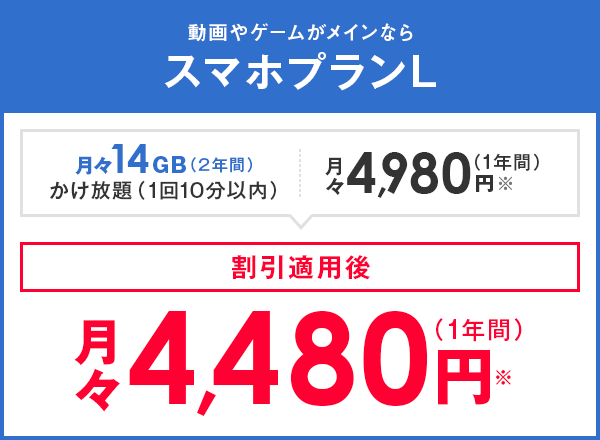 動画やゲームがメインなら
スマホプランL
月々14GB（2年間）
かけ放題（1回10分以内）
月々4,980円※（1年間）
割引適用後
月々4,480円※（1年間）